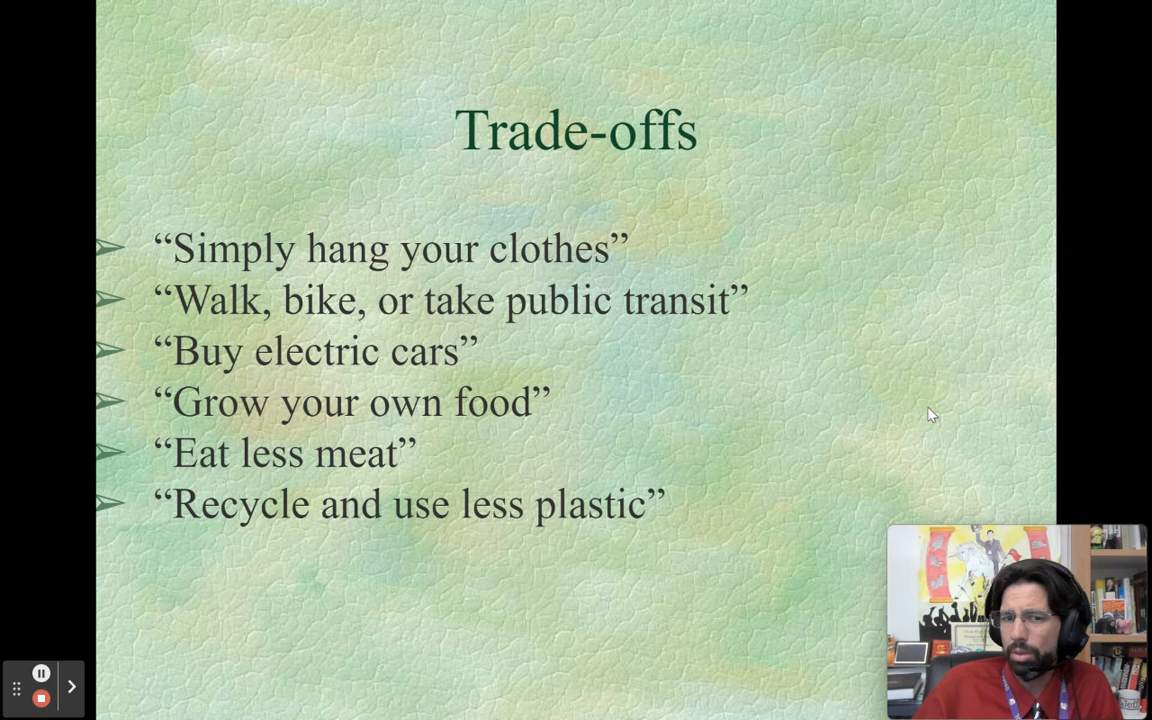 Trade-offs
“Simply hang your clothes”
“Walk, bike, or take public transit”
“Buy electric cars”
“Grow your own food”
“Eat less meat”
“Recycle and use less plastic”